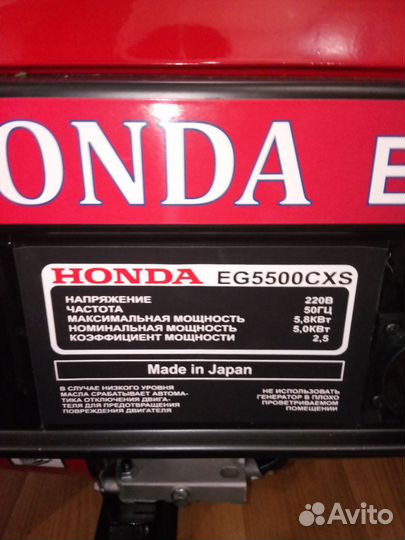 ONDA E
HONDA EG5500CXS
НАПРЯЖЕНИЕ 220В
ЧАСТОТА 50ГЦ
МАКСИМАЛЬНАЯ МОЩНОСТЬ 5,8КВт
НОМИНАЛЬНАЯ МОЩНОСТЬ 5,0КВт
КОЭФФИЦИЕНТ МОЩНОСТИ 2,5
Made in Japan
В СЛУЧАЕ НИЗКОГО УРОВНЯ
МАСЛА СРАБАТЫВАЕТ АВТОМА-
ТИКА ОТКЛЮЧЕНИЯ ДВИГА-
ТЕЛЯ ДЛЯ ПРЕДОТВРАЩЕНИЯ
ПОВРЕЖДЕНИЯ ДВИГАТЕЛЯ
НЕ ИСПОЛЬЗОВАТЬ
ГЕНЕРАТОР В ПЛОХО
ПРОВЕТРИВАЕМОМ
ПОМЕЩЕНИИ
Avito